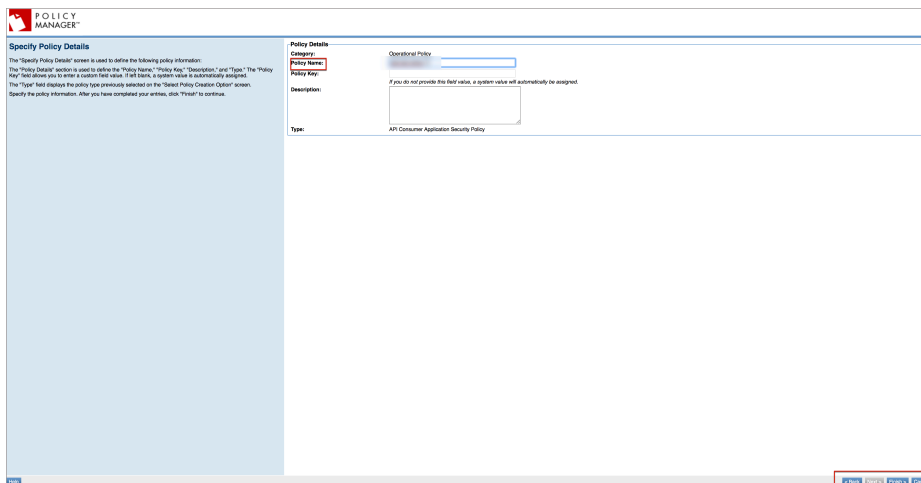 POLICY
MANAGER™
Specify Policy Details
The "Specify Policy Details" screen is used to define the following policy information:
The "Policy Details" section is used to define the "Policy Name," "Policy Key," "Description," and "Type." The "Policy
Key" field allows you to enter a custom field value. If left blank, a system value is automatically assigned.
The "Type" field displays the policy type previously selected on the "Select Policy Creation Option" screen.
Specify the policy information. After you have completed your entries, click "Finish" to continue.
Policy Details
Category: Operational Policy
Policy Name:
Policy Key:
If you do not provide this field value, a system value will automatically be assigned.
Description:
Type: API Consumer Application Security Policy
Help < Back Next > Finish »